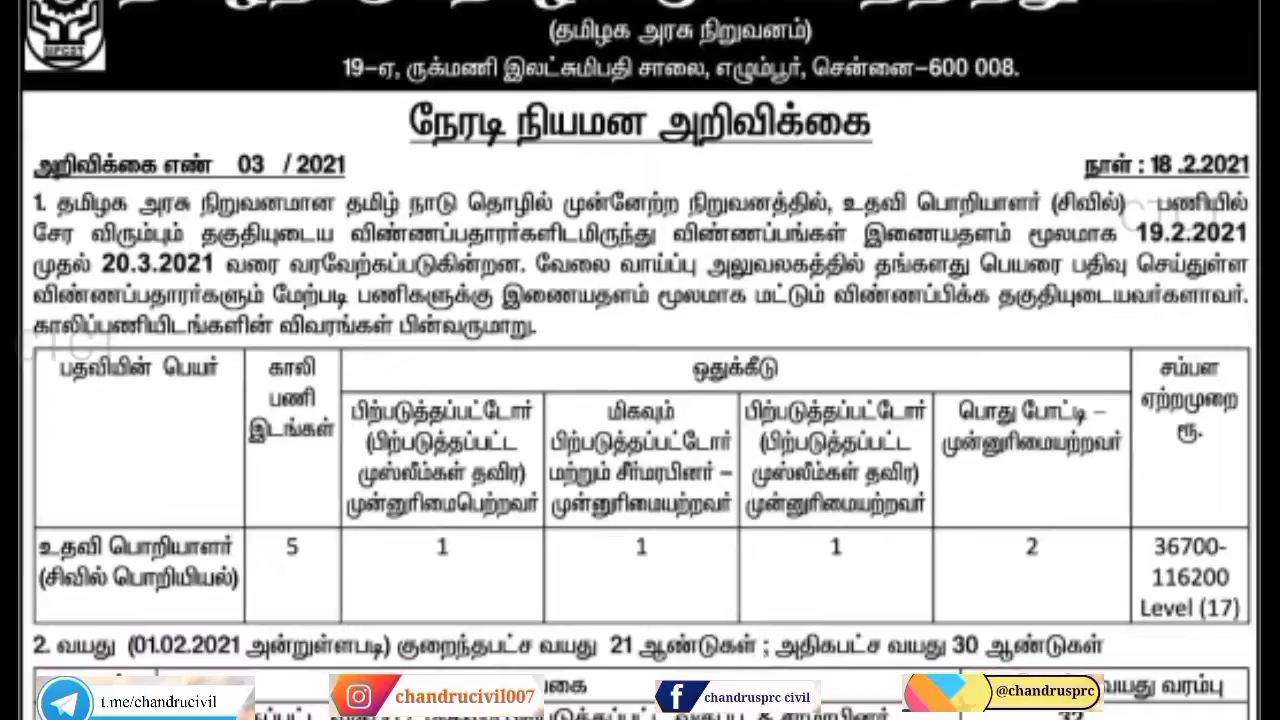 (தமிழக அரசு நிறுவனம்)
19-ஏ, ருக்மணி இலட்சுமிபதி சாலை, எழும்பூர், சென்னை-600 008.
நேரடி நியமன அறிவிக்கை
அறிவிக்கை எண் 03 / 2021 நாள் : 18 .2.2021
1. தமிழக அரசு நிறுவனமான தமிழ் நாடு தொழில் முன்னேற்ற நிறுவனத்தில், உதவி பொறியாளர் (சிவில்) பணியில்
சேர விரும்பும் தகுதியுடைய விண்ணப்பதாரர்களிடமிருந்து விண்ணப்பங்கள் இணையதளம் மூலமாக 19.2.2021
முதல் 20.3.2021 வரை வரவேற்கப்படுகின்றன. வேலை வாய்ப்பு அலுவலகத்தில் தங்களது பெயரை பதிவு செய்துள்ள
விண்ணப்பதாரர்களும் மேற்படி பணிகளுக்கு இணையதளம் மூலமாக மட்டும் விண்ணப்பிக்க தகுதியுடையவர்களாவர்.
காலிப்பணியிடங்களின் விவரங்கள் பின்வருமாறு.
பதவியின் பெயர்
காலி
பணி
இடங்கள்
ஒதுக்கீடு
சம்பள
ஏற்றமுறை
ரூ.
பிற்படுத்தப்பட்டோர்
(பிற்படுத்தப்பட்ட
முஸ்லீம்கள் தவிர)
முன்னுரிமைபெற்றவர்
மிகவும்
பிற்படுத்தப்பட்டோர்
மற்றும் சீர்மரபினர் –
முன்னுரிமையற்றவர்
பிற்படுத்தப்பட்டோர்
(பிற்படுத்தப்பட்ட
முஸ்லீம்கள் தவிர)
முன்னுரிமையற்றவர்
பொது போட்டி –
முன்னுரிமையற்றவர்
உதவி பொறியாளர்
(சிவில் பொறியியல்)
5
1
1
1
2
36700-
116200
Level (17)
2. வயது (01.02.2021 அன்றுள்ளபடி) குறைந்தபட்ச வயது 21 ஆண்டுகள் ; அதிகபட்ச வயது 30 ஆண்டுகள்
வயது வரம்பு
t.me/chandrucivil
chandrucivil007
chandrusprc civil
@chandrusprc
32